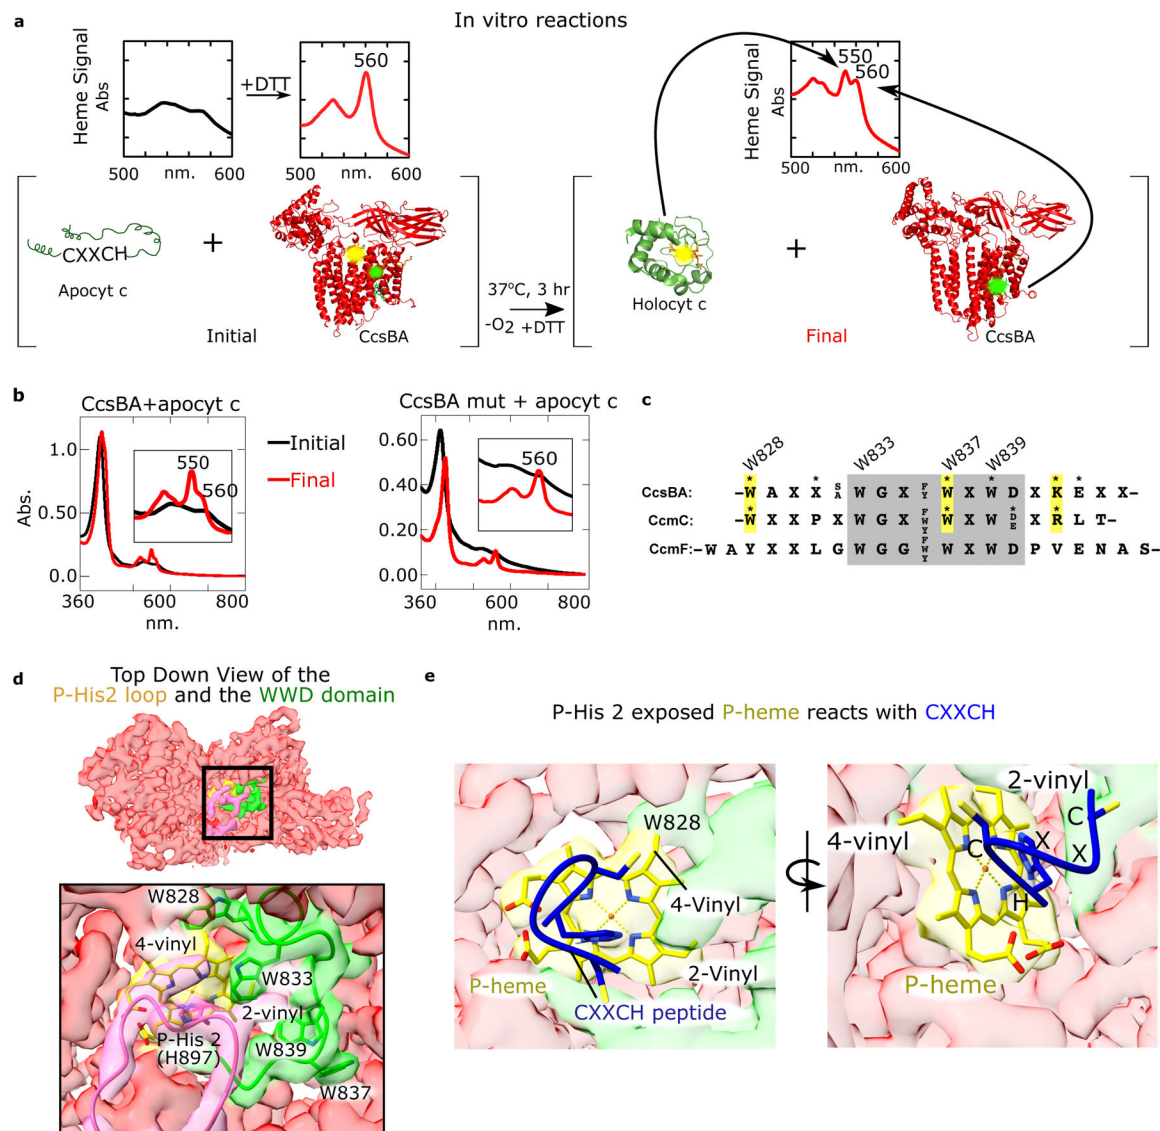 a
In vitro reactions
Heme Signal
Abs
+DTT
560
500
nm.
600
500
nm.
600
550
560
Heme Signal
Abs
500
nm.
600
CXXCH
Apocyt c
+
Initial
CcsBA
37ºC, 3 hr
-O2 +DTT
Holocyt c
+
Final
CcsBA
b
CcsBA+apocyt c
Abs.
1.0
0.50
0.0
550
560
360
600
800
nm.
Initial
Final
CcsBA mut + apocyt c
0.60
0.40
0.20
0.00
560
360
600
800
nm.
c
W828
W833
W837
W839
* * * * * *
CcsBA: -W A X X S/A W G X F/Y W X W D X K E X X-
* * * *
CcmC: -W X X P X W G X F/W/Y W X W D/E X R L T-
CcmF: -W A Y X X L G W G G F/W/Y W X W D P V E N A S-
d
Top Down View of the
P-His2 loop and the WWD domain
W828
4-vinyl
W833
2-vinyl
P-His 2
(H897)
W839
W837
e
P-His 2 exposed P-heme reacts with CXXCH
W828
4-Vinyl
2-Vinyl
P-heme
CXXCH peptide
2-vinyl
4-vinyl
C
C
X
X
H
P-heme